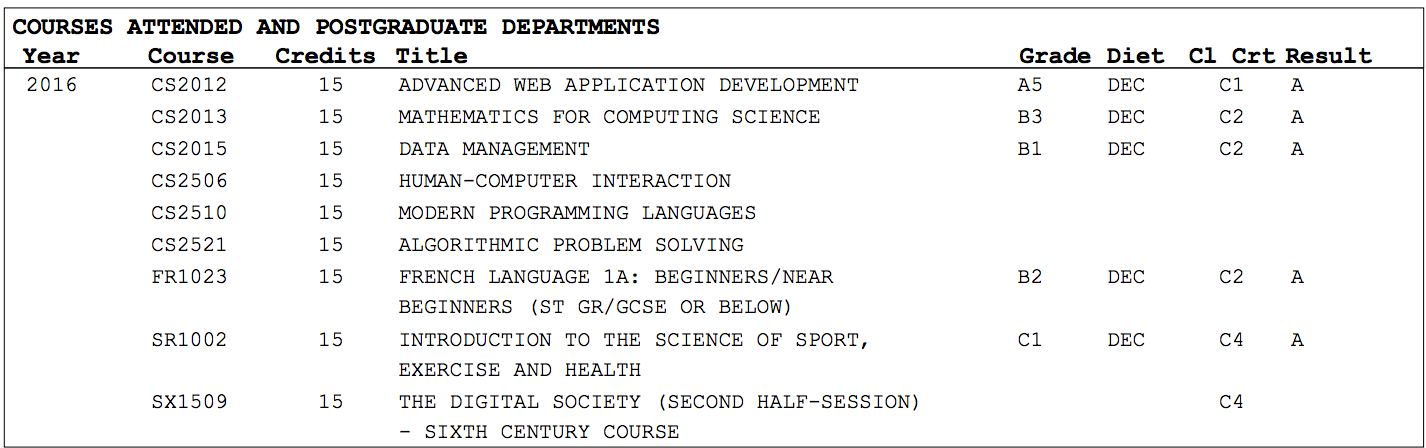 COURSES ATTENDED AND POSTGRADUATE DEPARTMENTS
Year Course Credits Title Grade Diet Cl Crt Result
2016 CS2012 15 ADVANCED WEB APPLICATION DEVELOPMENT A5 DEC C1 A
CS2013 15 MATHEMATICS FOR COMPUTING SCIENCE B3 DEC C2 A
CS2015 15 DATA MANAGEMENT B1 DEC C2 A
CS2506 15 HUMAN-COMPUTER INTERACTION
CS2510 15 MODERN PROGRAMMING LANGUAGES
CS2521 15 ALGORITHMIC PROBLEM SOLVING
FR1023 15 FRENCH LANGUAGE 1A: BEGINNERS/NEAR B2 DEC C2 A
BEGINNERS (ST GR/GCSE OR BELOW)
SR1002 15 INTRODUCTION TO THE SCIENCE OF SPORT, C1 DEC C4 A
EXERCISE AND HEALTH
SX1509 15 THE DIGITAL SOCIETY (SECOND HALF-SESSION) C4
- SIXTH CENTURY COURSE